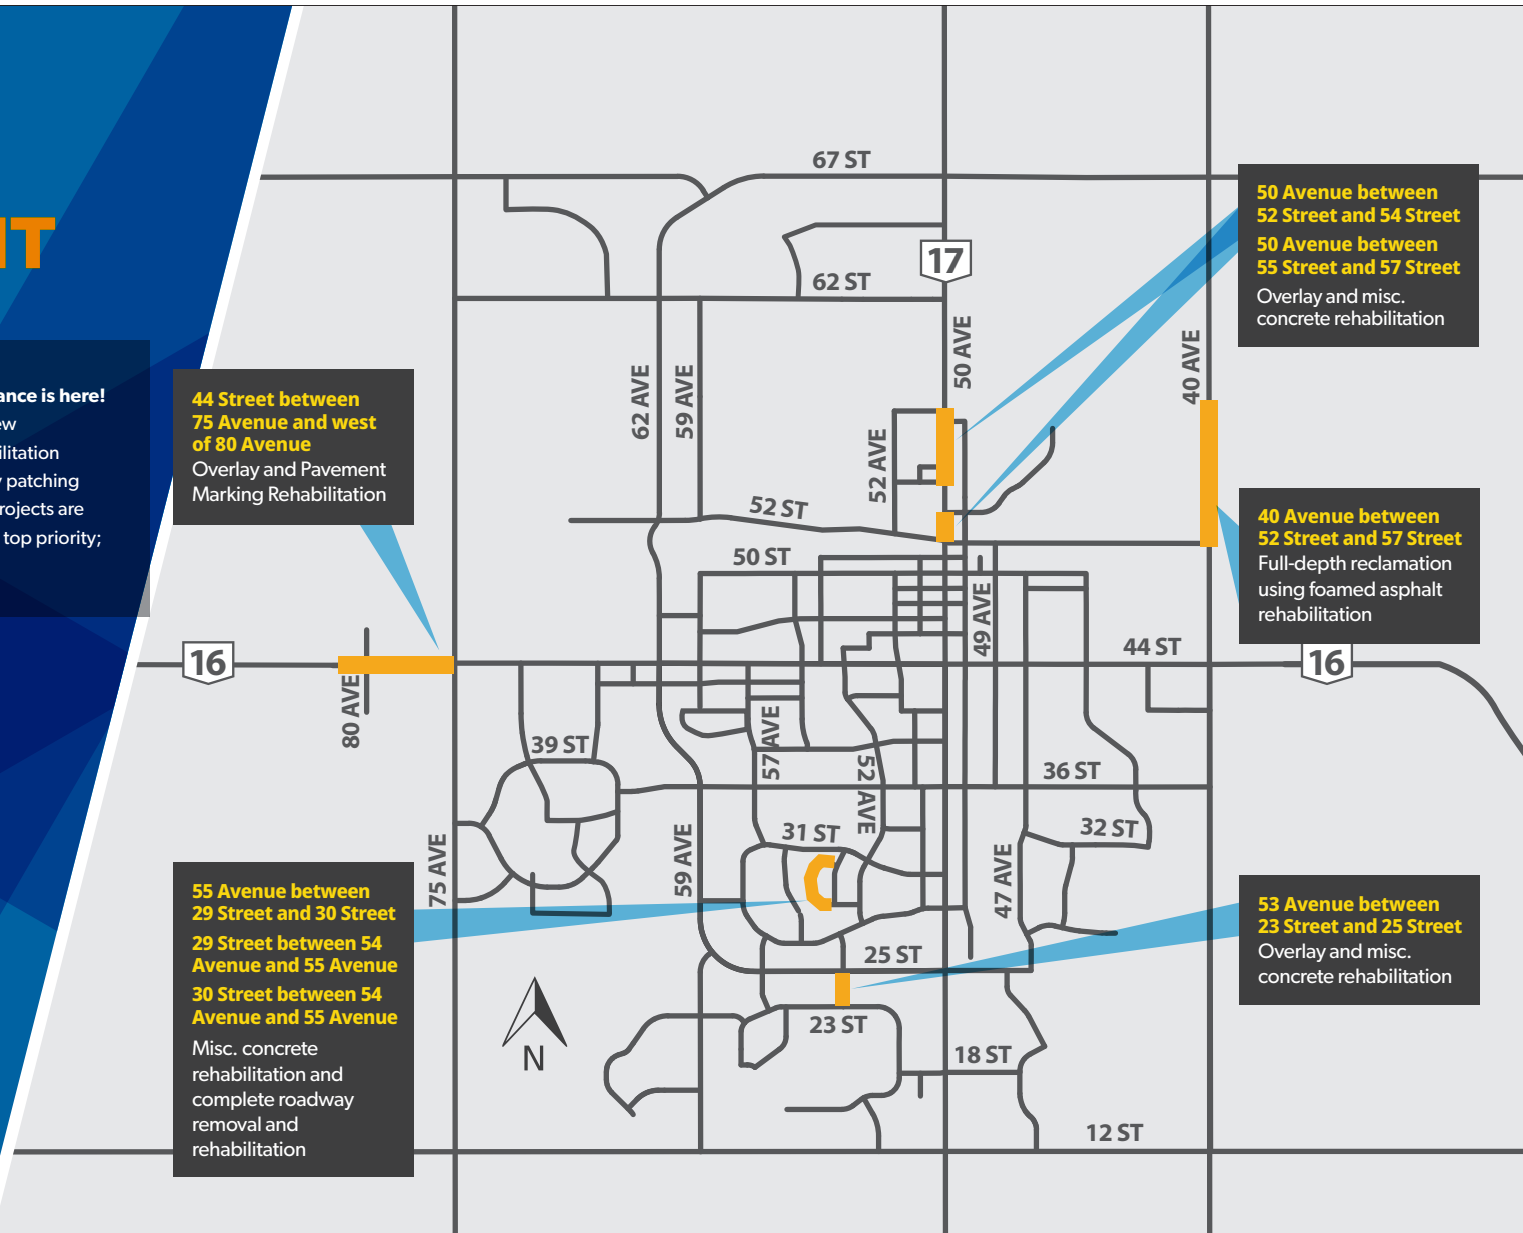 IT
ance is here!
ew
ilitation
y patching
rojects are
top priority;
44 Street between
75 Avenue and west
of 80 Avenue
Overlay and Pavement
Marking Rehabilitation
50 Avenue between
52 Street and 54 Street
50 Avenue between
55 Street and 57 Street
Overlay and misc.
concrete rehabilitation
40 Avenue between
52 Street and 57 Street
Full-depth reclamation
using foamed asphalt
rehabilitation
55 Avenue between
29 Street and 30 Street
29 Street between 54
Avenue and 55 Avenue
30 Street between 54
Avenue and 55 Avenue
Misc. concrete
rehabilitation and
complete roadway
removal and
rehabilitation
53 Avenue between
23 Street and 25 Street
Overlay and misc.
concrete rehabilitation
67 ST
17
62 ST
50 AVE
40 AVE
62 AVE
59 AVE
52 AVE
52 ST
50 ST
49 AVE
44 ST
16
16
80 AVE
39 ST
57 AVE
52 AVE
36 ST
31 ST
32 ST
75 AVE
59 AVE
47 AVE
25 ST
23 ST
18 ST
12 ST
N